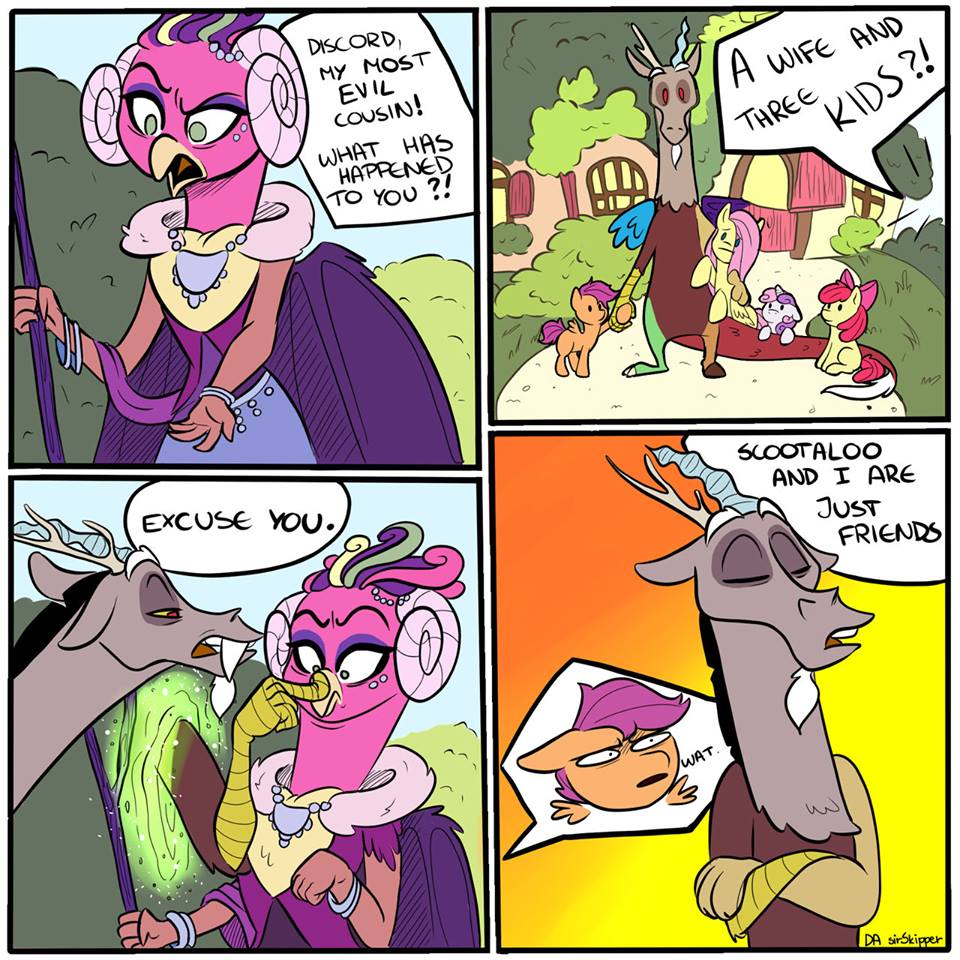 DISCORD,
MY MOST
EVIL
COUSIN!
WHAT HAS
HAPPENED
TO YOU ?!
A WIFE AND
THREE KIDS?!
EXCUSE YOU.
SCOOTALOO
AND I ARE
JUST
FRIENDS
WAT.
DA sirSkipper